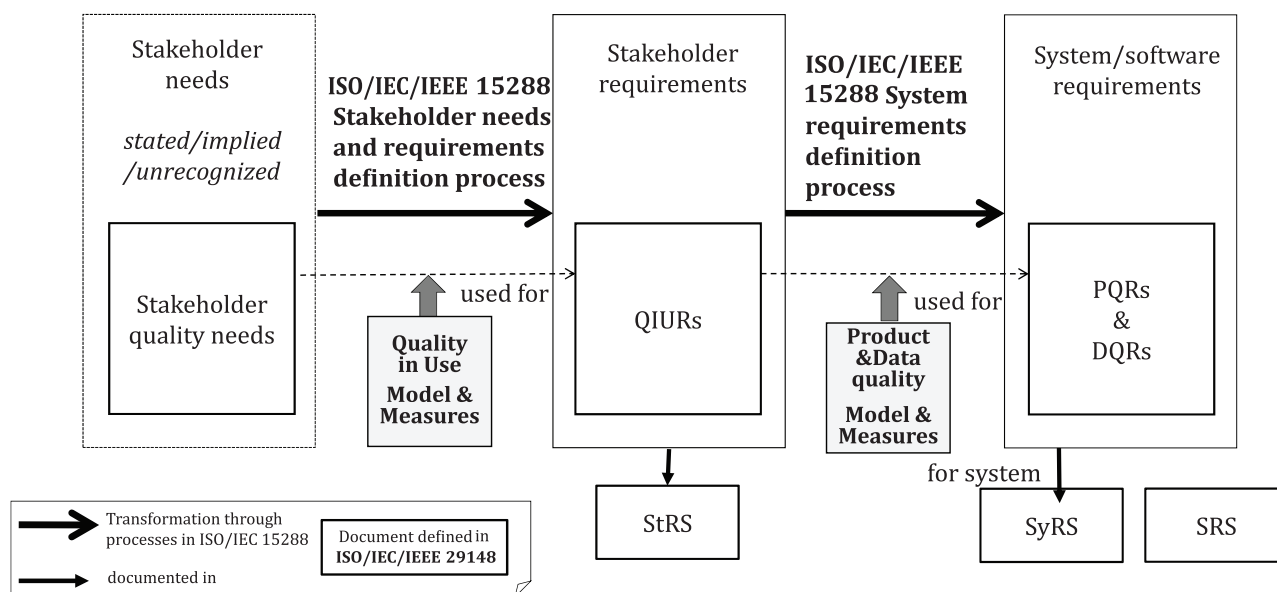 Stakeholder
needs
stated/implied
/unrecognized
Stakeholder
quality needs
ISO/IEC/IEEE 15288
Stakeholder needs
and requirements
definition process
used for
Quality
in Use
Model &
Measures
Stakeholder
requirements
QIURs
StRS
ISO/IEC/IEEE
15288 System
requirements
definition
process
used for
Product
&Data
quality
Model &
Measures
System/software
requirements
PQRs
&
DQRs
for system
SyRS
SRS
Transformation through
processes in ISO/IEC 15288
documented in
Document defined in
ISO/IEC/IEEE 29148